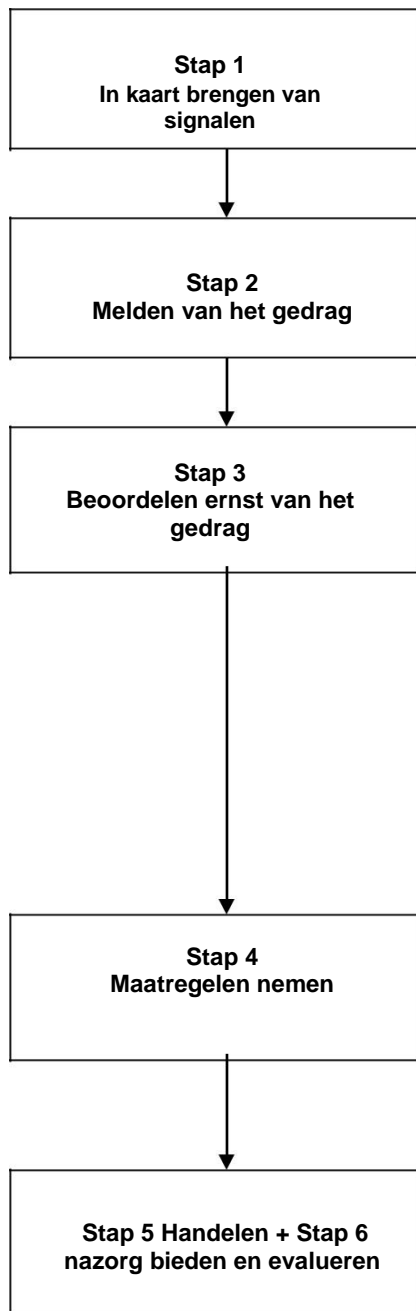 Stap 1
In kaart brengen van
signalen
Stap 2
Melden van het gedrag
Stap 3
Beoordelen ernst van het
gedrag
Stap 4
Maatregelen nemen
Stap 5 Handelen + Stap 6
nazorg bieden en evalueren